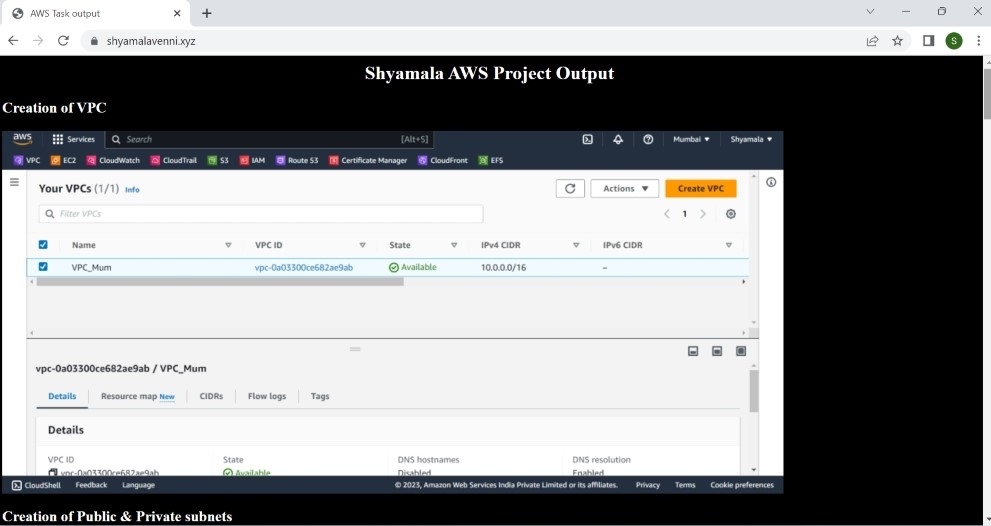 AWS Task output
shyamalavenni.xyz
S
Shyamala AWS Project Output
Creation of VPC
aws Services Search [Alt+S] Mumbai Shyamala
VPC EC2 CloudWatch CloudTrail S3 IAM Route 53 Certificate Manager CloudFront EFS
Your VPCs (1/1) Info Actions Create VPC
Filter VPCs 1
Name VPC ID State IPv4 CIDR IPv6 CIDR
VPC_Mum vpc-0a03300ce682ae9ab Available 10.0.0.0/16 –
vpc-0a03300ce682ae9ab / VPC_Mum
Details Resource map New CIDRs Flow logs Tags
Details
VPC ID State DNS hostnames DNS resolution
vpc-0a03300ce682ae9ab Available Disabled Enabled
CloudShell Feedback Language © 2023, Amazon Web Services India Private Limited or its affiliates. Privacy Terms Cookie preferences
Creation of Public & Private subnets